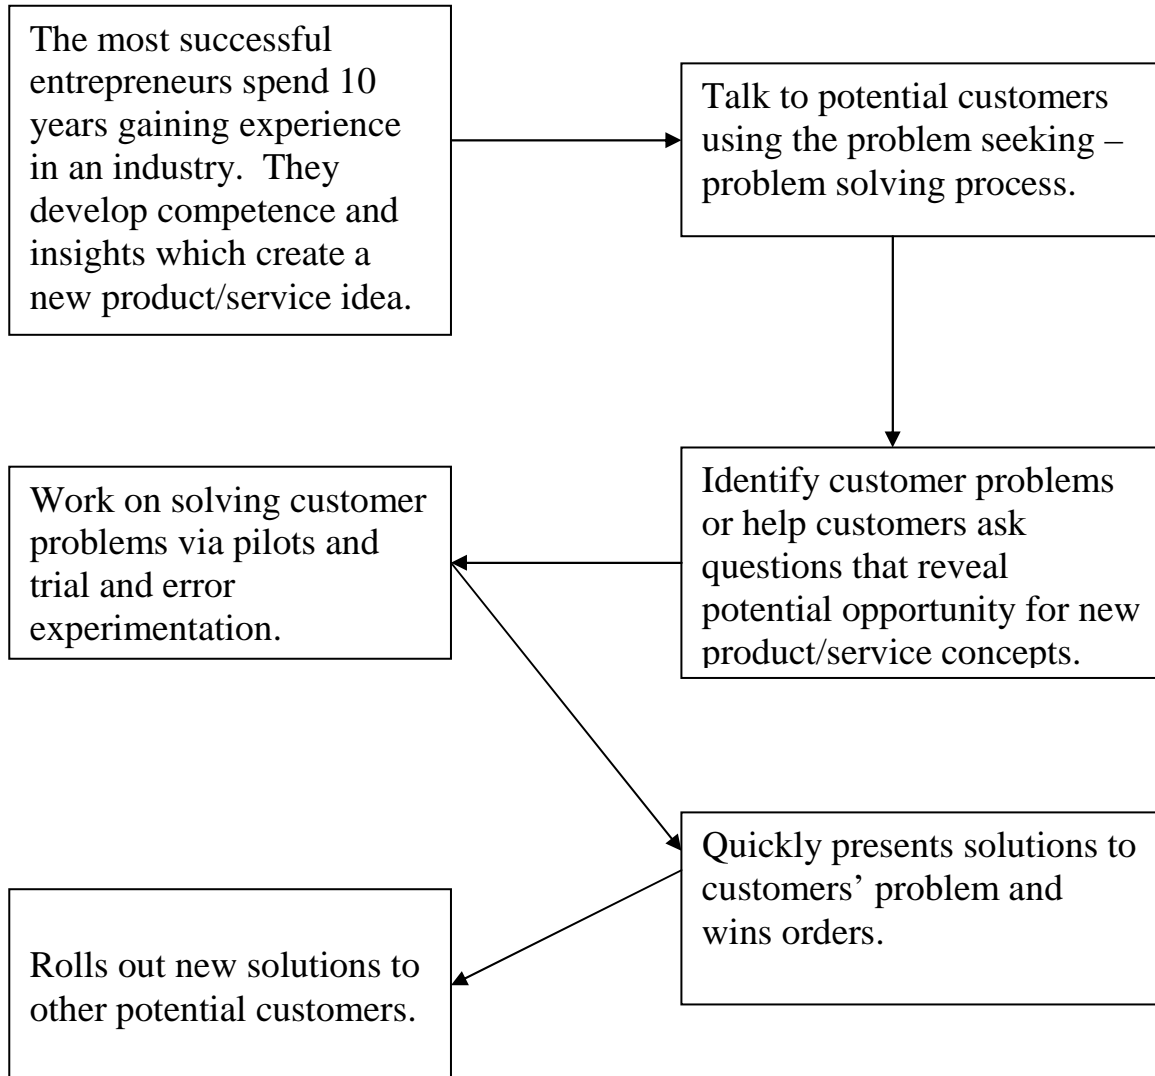 The most successful
entrepreneurs spend 10
years gaining experience
in an industry.  They
develop competence and
insights which create a
new product/service idea.
Talk to potential customers
using the problem seeking –
problem solving process.
Identify customer problems
or help customers ask
questions that reveal
potential opportunity for new
product/service concepts.
Work on solving customer
problems via pilots and
trial and error
experimentation.
Quickly presents solutions to
customers’ problem and
wins orders.
Rolls out new solutions to
other potential customers.